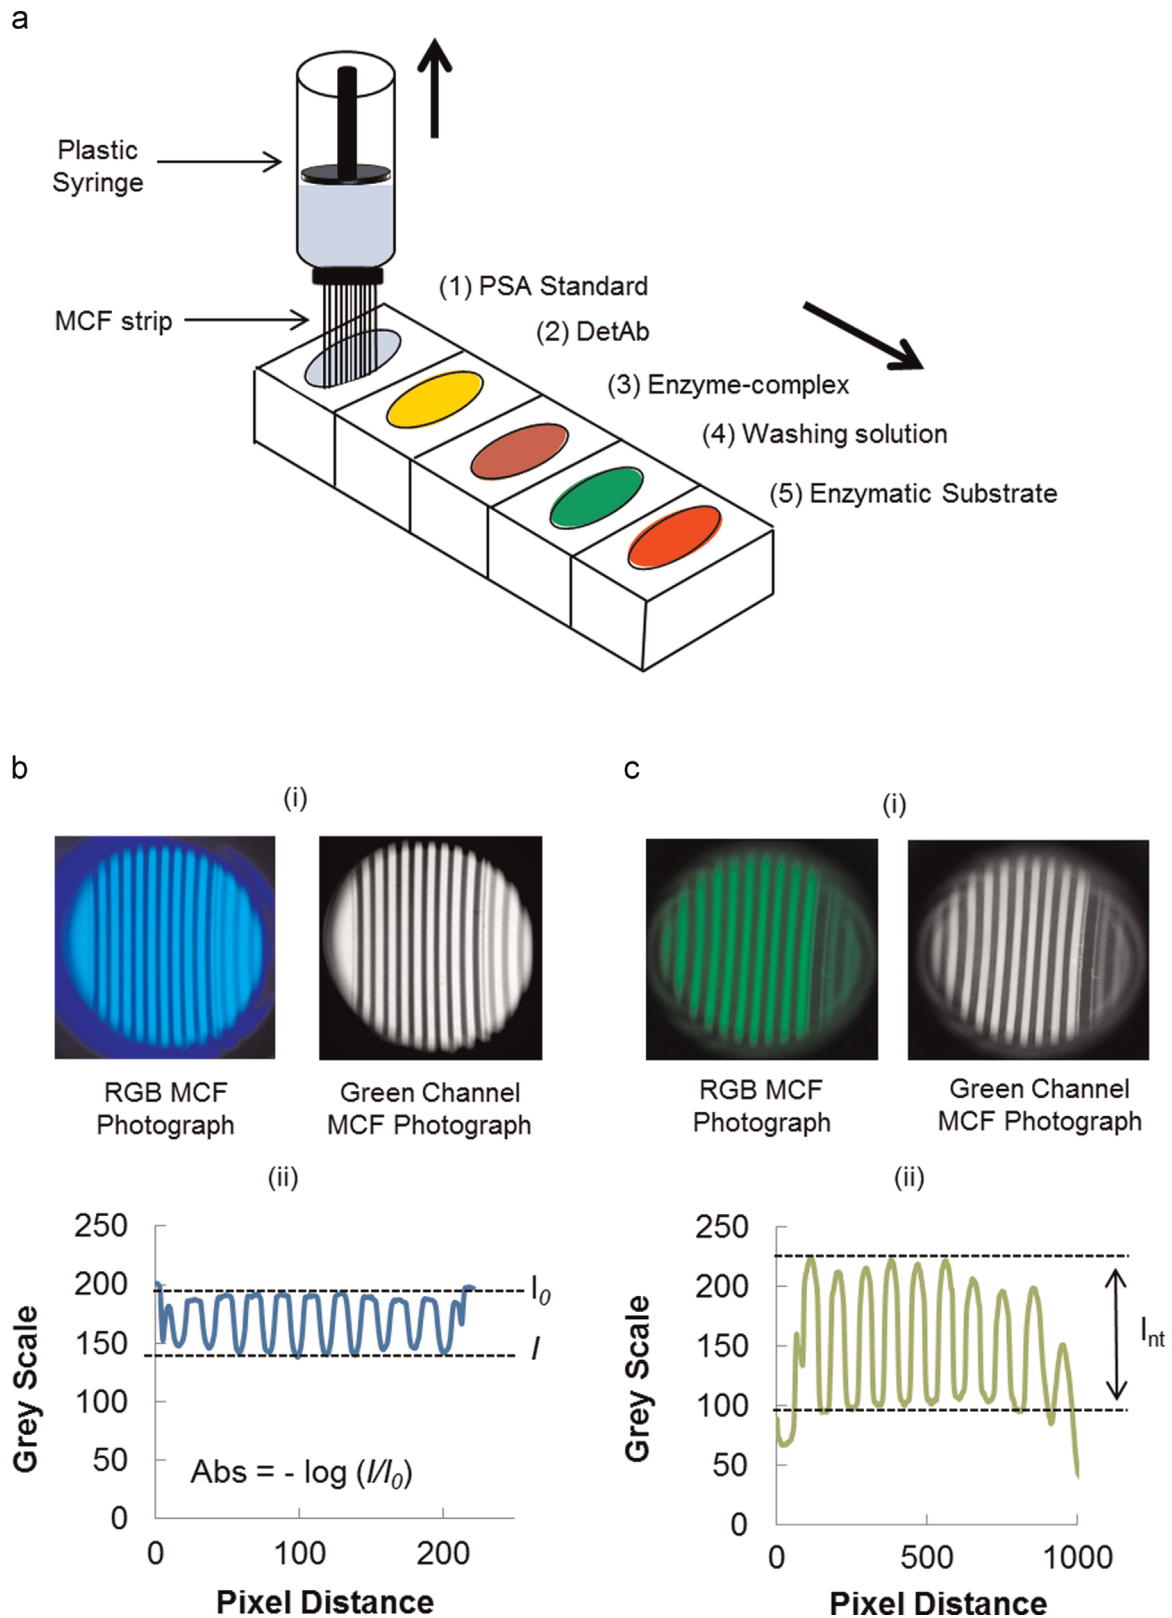 a
Plastic
Syringe
MCF strip
(1) PSA Standard
(2) DetAb
(3) Enzyme-complex
(4) Washing solution
(5) Enzymatic Substrate
b
(i)
RGB MCF
Photograph
Green Channel
MCF Photograph
(ii)
Grey Scale
250
200
150
100
50
0
I0
I
Abs = - log (I/I0)
0
100
200
Pixel Distance
c
(i)
RGB MCF
Photograph
Green Channel
MCF Photograph
(ii)
Grey Scale
250
200
150
100
50
0
Int
0
500
1000
Pixel Distance